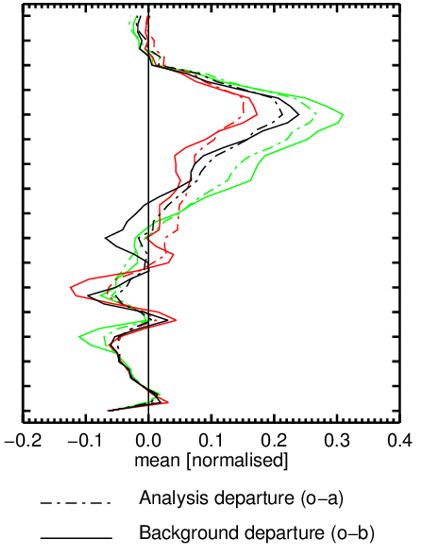 −0.2 −0.1 0.0 0.1 0.2 0.3 0.4
mean [normalised]
Analysis departure (o−a)
Background departure (o−b)